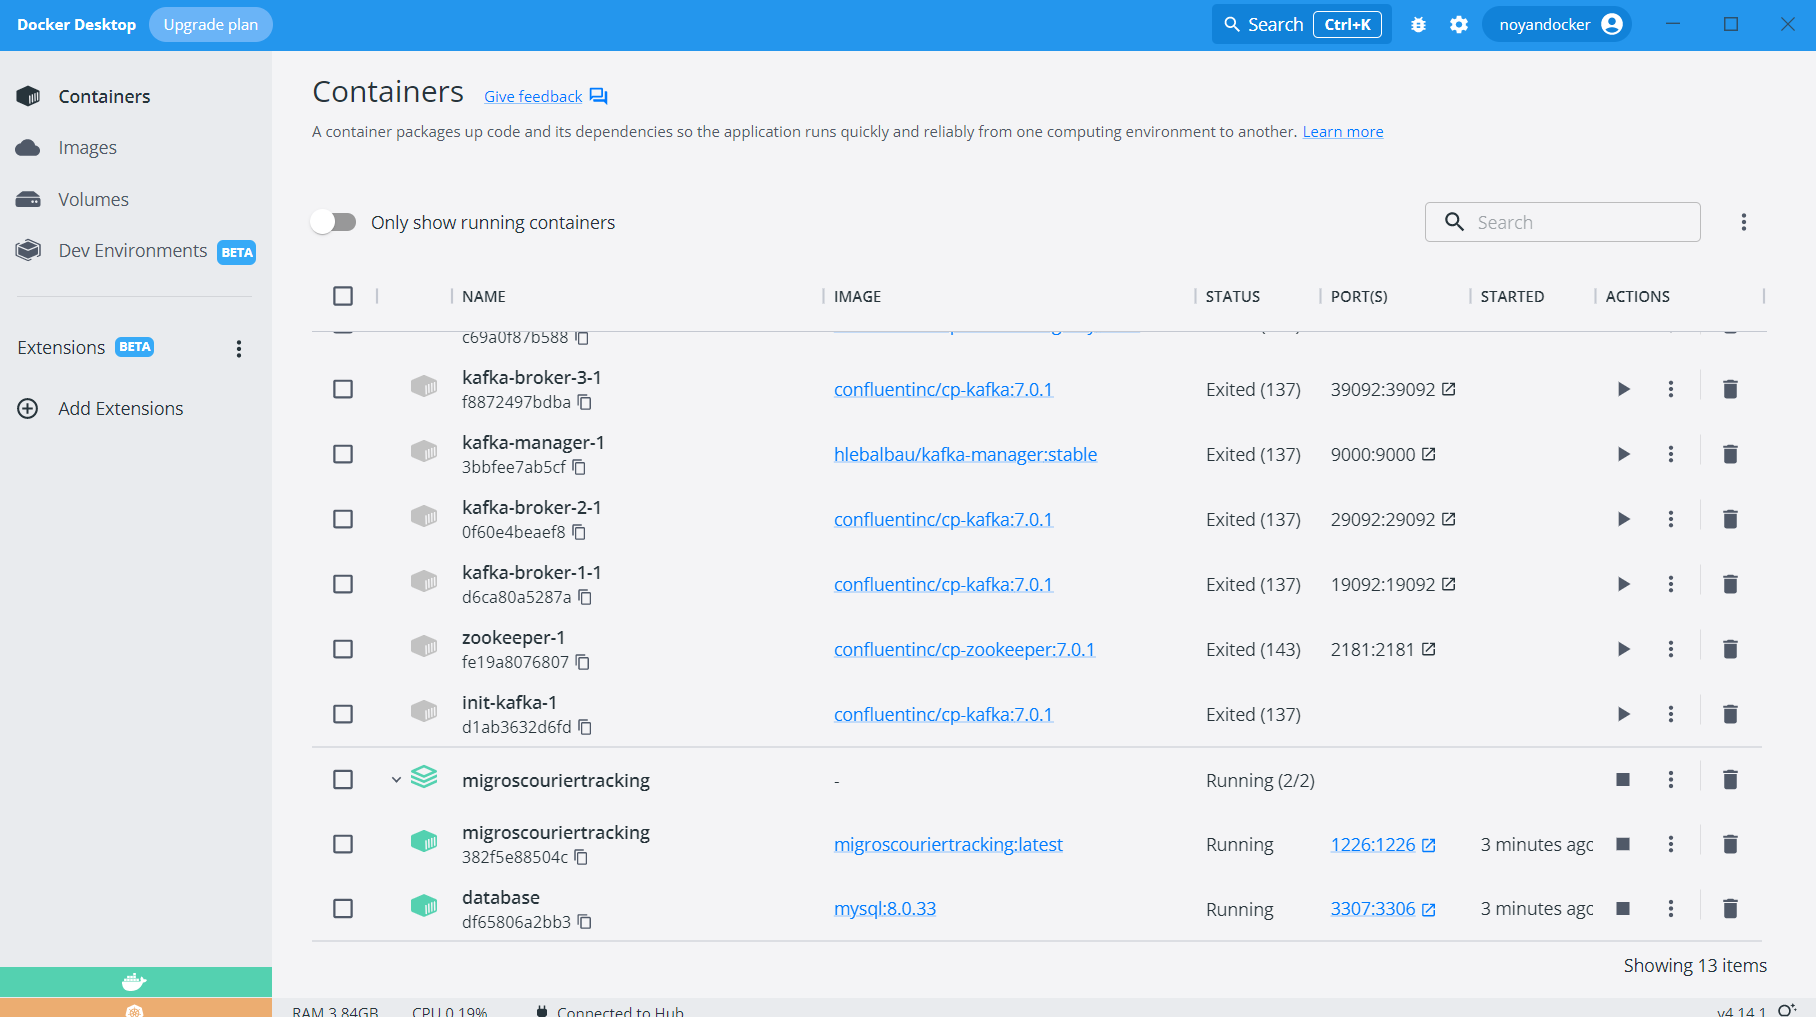 Docker Desktop Upgrade plan Search Ctrl+K noyandocker
Containers
Images
Volumes
Dev Environments BETA
Extensions BETA
Add Extensions
Containers Give feedback
A container packages up code and its dependencies so the application runs quickly and reliably from one computing environment to another. Learn more
Only show running containers Search
NAME IMAGE STATUS PORT(S) STARTED ACTIONS
c69a0f87b588
kafka-broker-3-1
f8872497bdba confluentinc/cp-kafka:7.0.1 Exited (137) 39092:39092
kafka-manager-1
3bbfee7ab5cf hlebalbau/kafka-manager:stable Exited (137) 9000:9000
kafka-broker-2-1
0f60e4beaef8 confluentinc/cp-kafka:7.0.1 Exited (137) 29092:29092
kafka-broker-1-1
d6ca80a5287a confluentinc/cp-kafka:7.0.1 Exited (137) 19092:19092
zookeeper-1
fe19a8076807 confluentinc/cp-zookeeper:7.0.1 Exited (143) 2181:2181
init-kafka-1
d1ab3632d6fd confluentinc/cp-kafka:7.0.1 Exited (137)
migroscouriertracking - Running (2/2)
migroscouriertracking
382f5e88504c migroscouriertracking:latest Running 1226:1226 3 minutes agc
database
df65806a2bb3 mysql:8.0.33 Running 3307:3306 3 minutes agc
Showing 13 items
RAM 3.84GB CPU 0.19% Connected to Hub v4.14.1